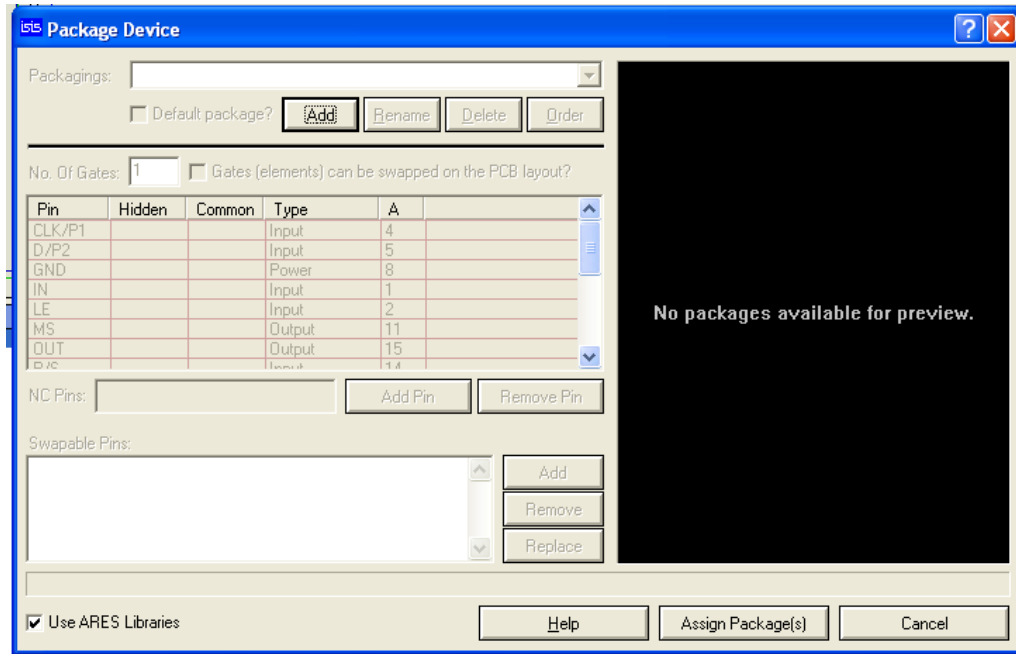 isis Package Device
Packagings:
Default package? Add Rename Delete Order
No. Of Gates: 1 Gates (elements) can be swapped on the PCB layout?
Pin Hidden Common Type A
CLK/P1 Input 4
D/P2 Input 5
GND Power 8
IN Input 1
LE Input 2
MS Output 11
OUT Output 15
Input 14
No packages available for preview.
NC Pins: Add Pin Remove Pin
Swapable Pins:
Add
Remove
Replace
Use ARES Libraries Help Assign Package(s) Cancel